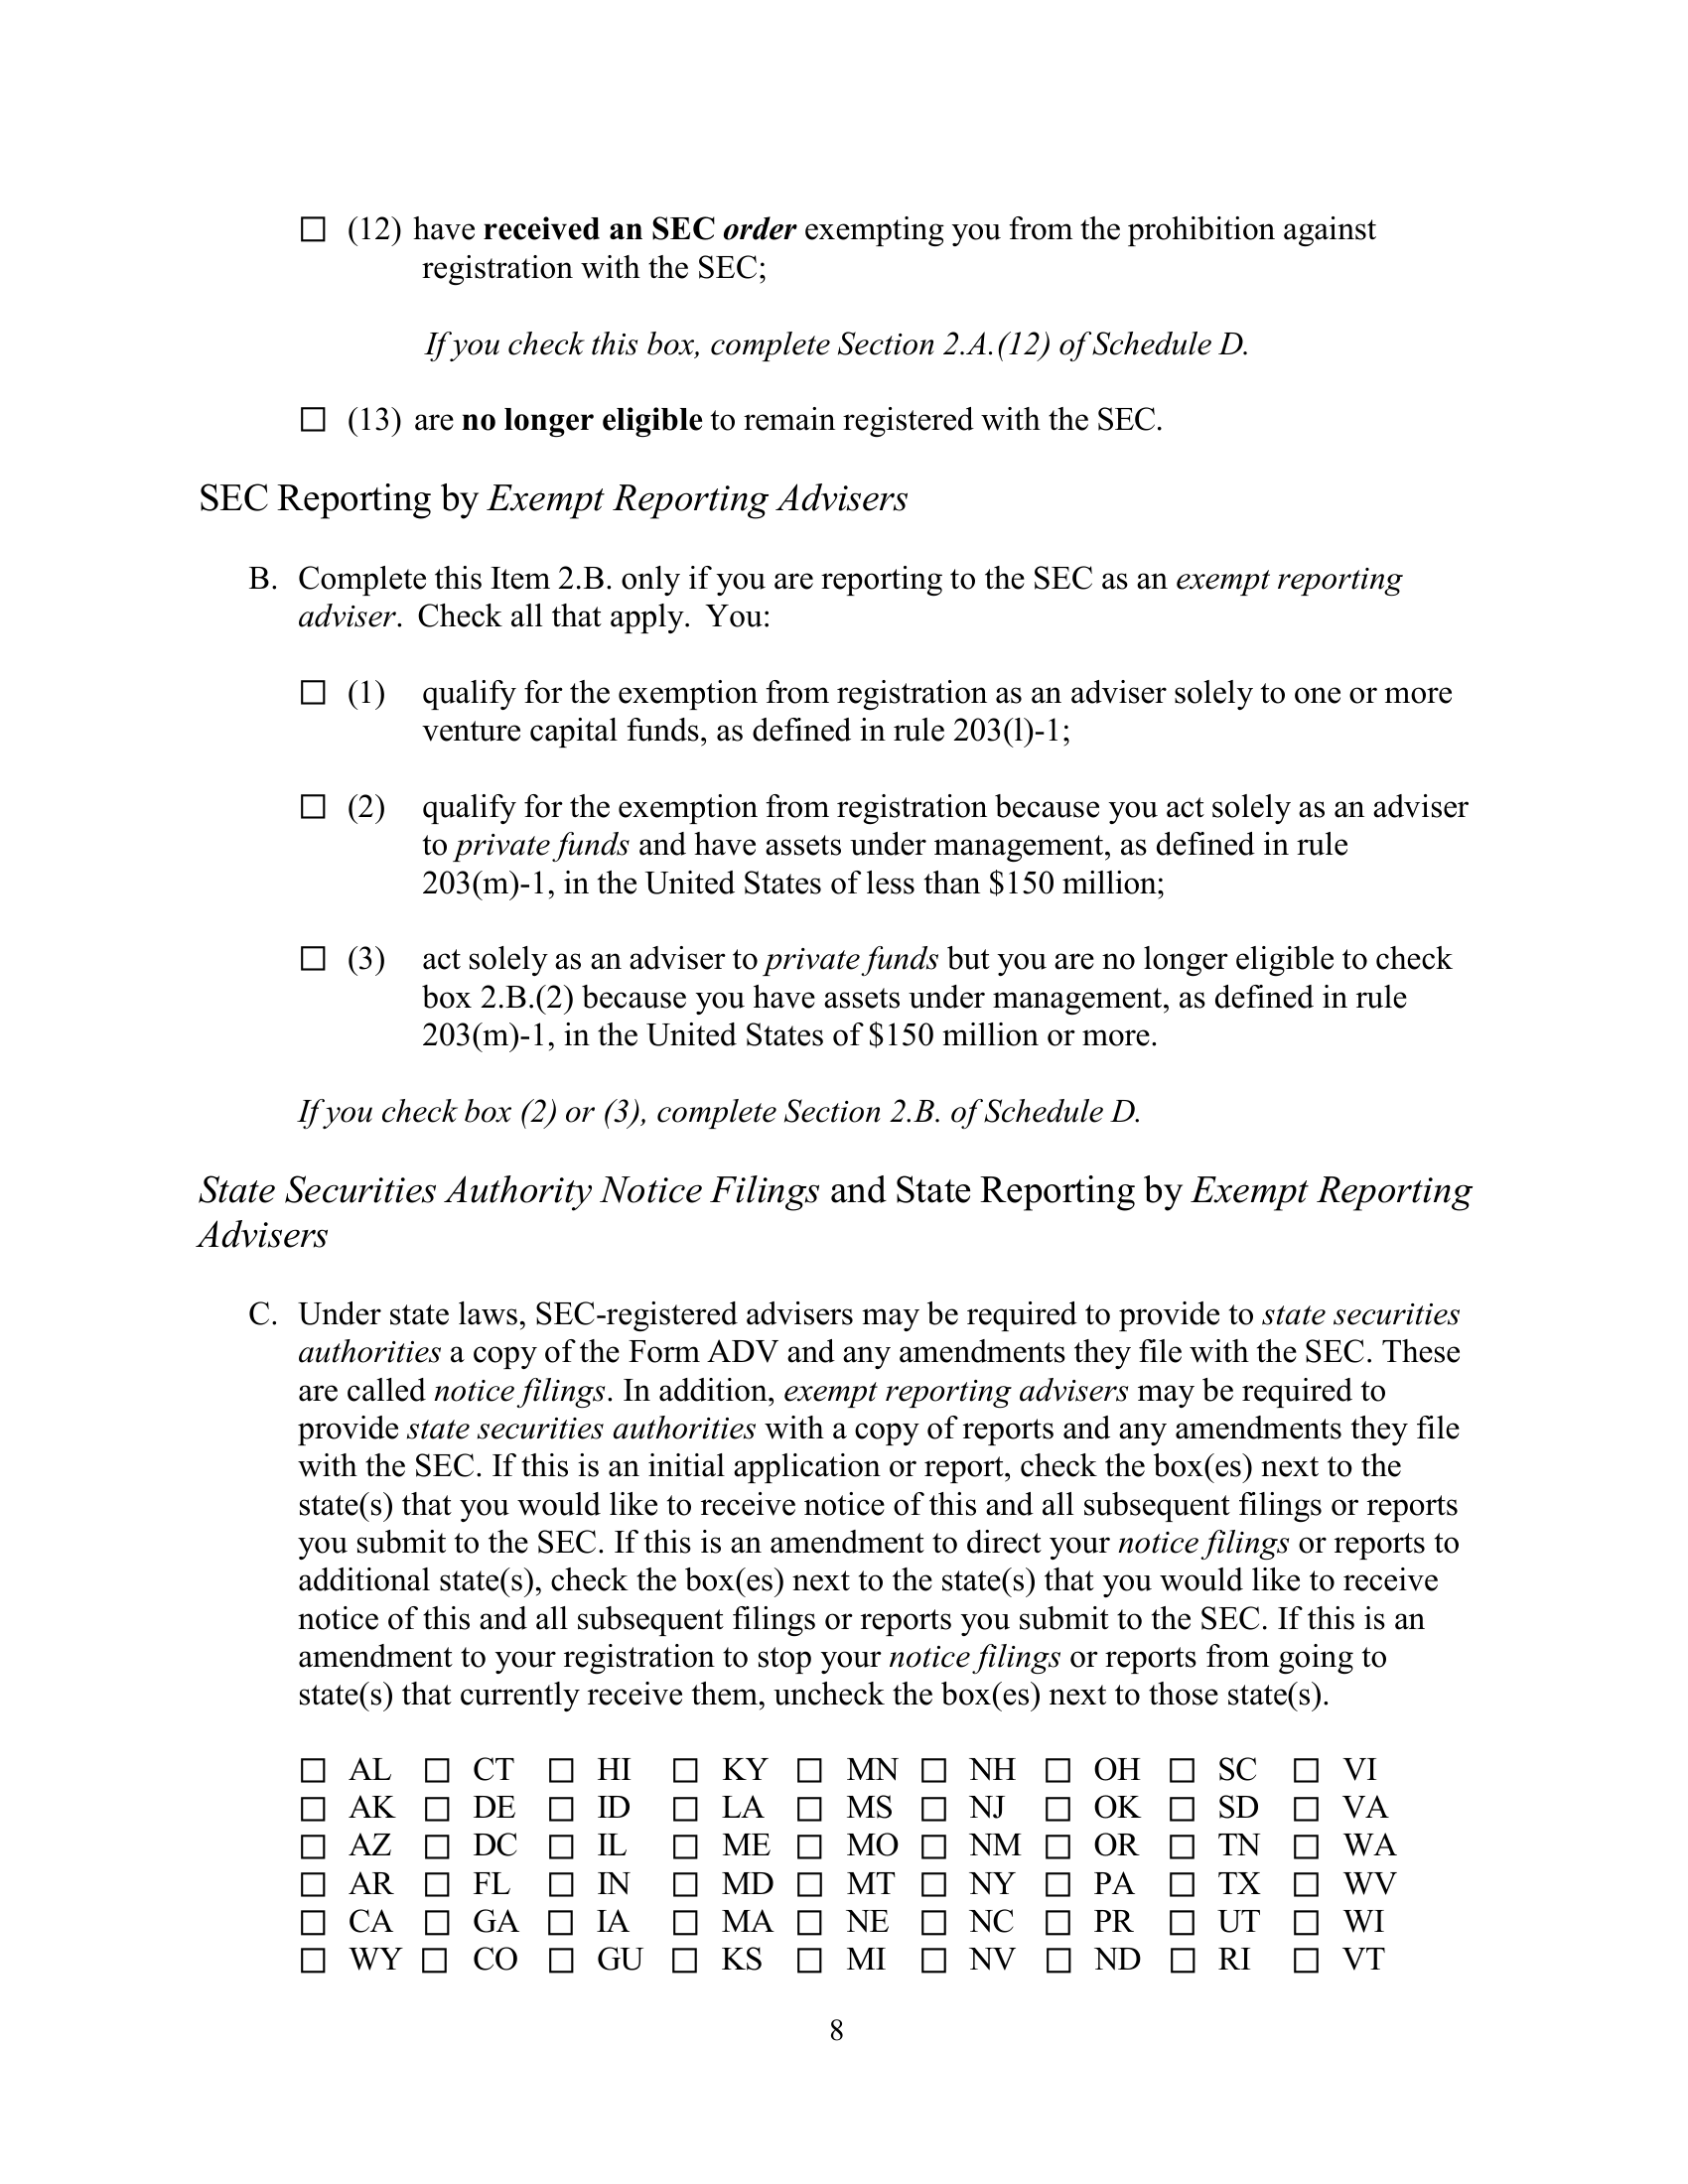 ☐ (12) have received an SEC order exempting you from the prohibition against
registration with the SEC;
If you check this box, complete Section 2.A.(12) of Schedule D.
☐ (13) are no longer eligible to remain registered with the SEC.
SEC Reporting by Exempt Reporting Advisers
B. Complete this Item 2.B. only if you are reporting to the SEC as an exempt reporting
adviser. Check all that apply. You:
☐ (1) qualify for the exemption from registration as an adviser solely to one or more
venture capital funds, as defined in rule 203(l)-1;
☐ (2) qualify for the exemption from registration because you act solely as an adviser
to private funds and have assets under management, as defined in rule
203(m)-1, in the United States of less than $150 million;
☐ (3) act solely as an adviser to private funds but you are no longer eligible to check
box 2.B.(2) because you have assets under management, as defined in rule
203(m)-1, in the United States of $150 million or more.
If you check box (2) or (3), complete Section 2.B. of Schedule D.
State Securities Authority Notice Filings and State Reporting by Exempt Reporting
Advisers
C. Under state laws, SEC-registered advisers may be required to provide to state securities
authorities a copy of the Form ADV and any amendments they file with the SEC. These
are called notice filings. In addition, exempt reporting advisers may be required to
provide state securities authorities with a copy of reports and any amendments they file
with the SEC. If this is an initial application or report, check the box(es) next to the
state(s) that you would like to receive notice of this and all subsequent filings or reports
you submit to the SEC. If this is an amendment to direct your notice filings or reports to
additional state(s), check the box(es) next to the state(s) that you would like to receive
notice of this and all subsequent filings or reports you submit to the SEC. If this is an
amendment to your registration to stop your notice filings or reports from going to
state(s) that currently receive them, uncheck the box(es) next to those state(s).
☐ AL ☐ CT ☐ HI ☐ KY ☐ MN ☐ NH ☐ OH ☐ SC ☐ VI
☐ AK ☐ DE ☐ ID ☐ LA ☐ MS ☐ NJ ☐ OK ☐ SD ☐ VA
☐ AZ ☐ DC ☐ IL ☐ ME ☐ MO ☐ NM ☐ OR ☐ TN ☐ WA
☐ AR ☐ FL ☐ IN ☐ MD ☐ MT ☐ NY ☐ PA ☐ TX ☐ WV
☐ CA ☐ GA ☐ IA ☐ MA ☐ NE ☐ NC ☐ PR ☐ UT ☐ WI
☐ WY ☐ CO ☐ GU ☐ KS ☐ MI ☐ NV ☐ ND ☐ RI ☐ VT
8